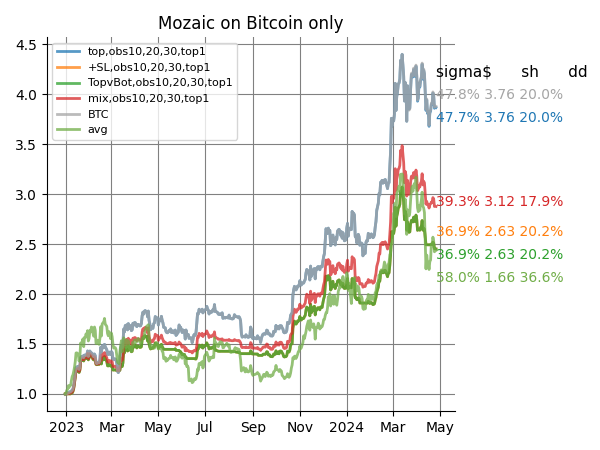 Mozaic on Bitcoin only
4.5
4.0
3.5
3.0
2.5
2.0
1.5
1.0
top,obs10,20,30,top1
+SL,obs10,20,30,top1
TopvBot,obs10,20,30,top1
mix,obs10,20,30,top1
BTC
avg
sigma$ sh dd
47.8% 3.76 20.0%
47.7% 3.76 20.0%
39.3% 3.12 17.9%
36.9% 2.63 20.2%
36.9% 2.63 20.2%
58.0% 1.66 36.6%
2023 Mar May Jul Sep Nov 2024 Mar May